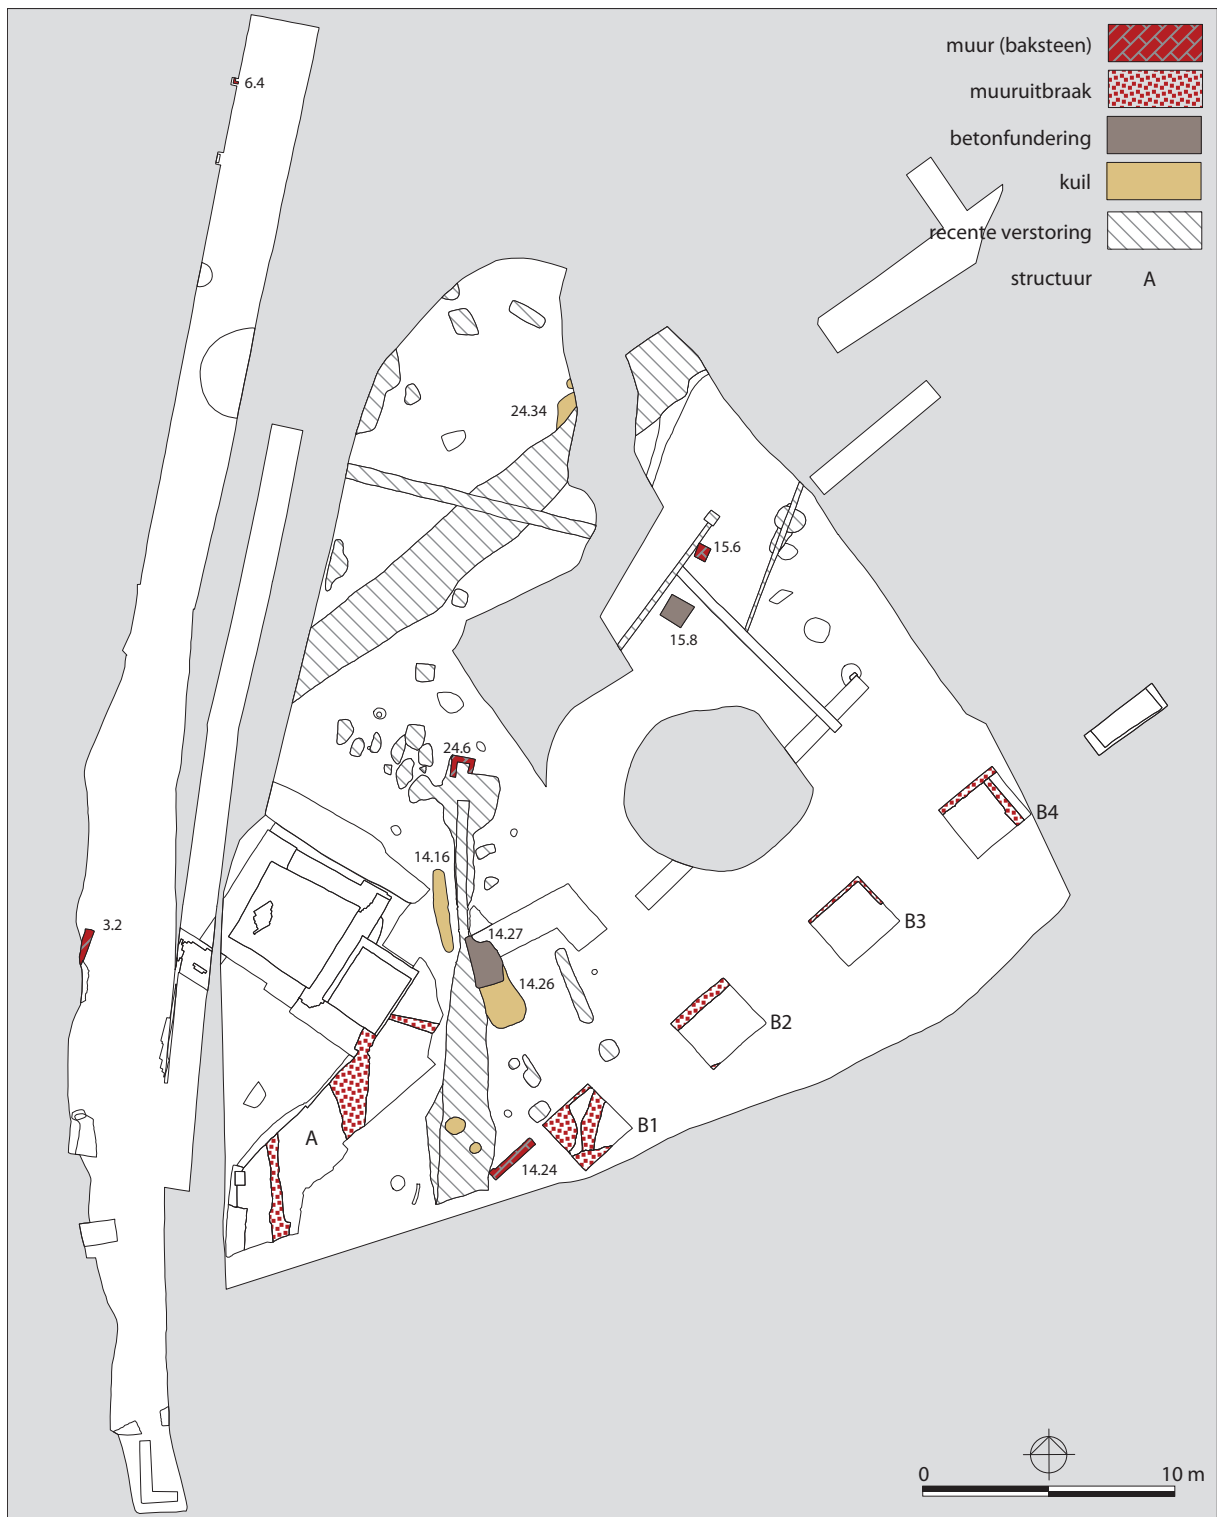 muur (baksteen)
muuruitbraak
betonfundering
kuil
recente verstoring
structuur A
6.4
24.34
15.6
15.8
24.6
14.16
3.2
14.27
14.26
14.24
A
B1
B2
B3
B4
0 10 m